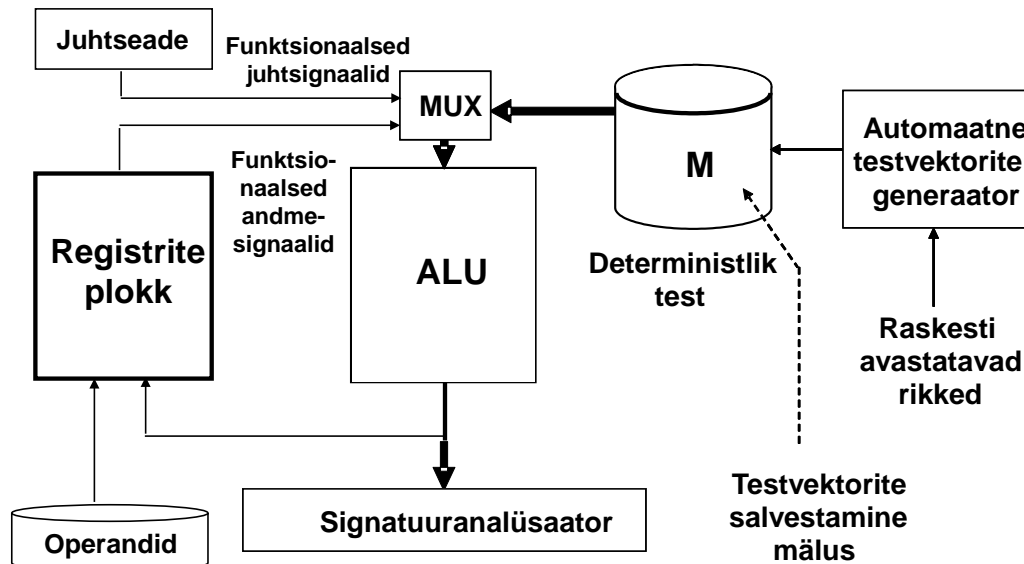 Juhtseade
Funktsionaalsed
juhtsignaalid
MUX
Funktsio-
naalsed
andme-
signaalid
Registrite
plokk
ALU
M
Deterministlik
test
Automaatne
testvektorite
generaator
Raskesti
avastatavad
rikked
Testvektorite
salvestamine
mälus
Signatuuranalüsaator
Operandid